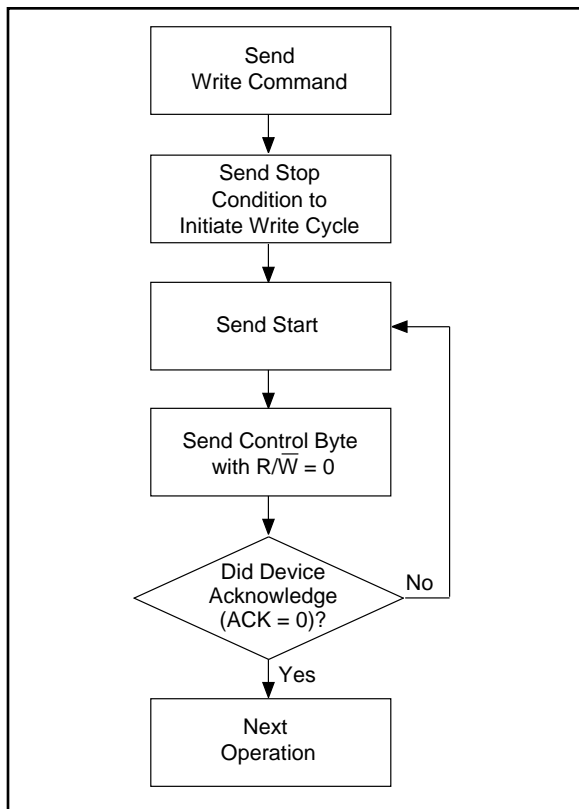 Send
Write Command
Send Stop
Condition to
Initiate Write Cycle
Send Start
Send Control Byte
with R/W̅ = 0
Did Device
Acknowledge
(ACK = 0)?
No
Yes
Next
Operation